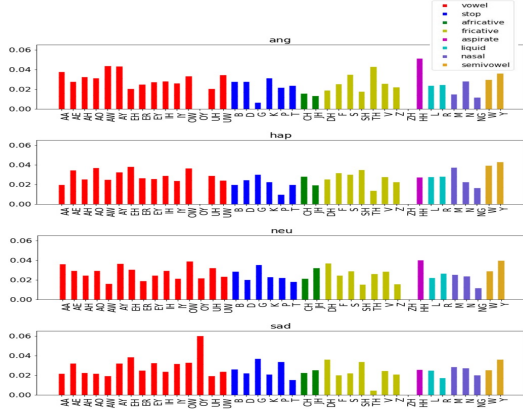 vowel
stop
africative
fricative
aspirate
liquid
nasal
semivowel
ang
0.06
0.04
0.02
0.00
AA AE AH AO AW AY EH ER EY IH IY OW OY UH UW B D G K P T CH JH DH F S SH TH V Z ZH HH L R M N NG W Y
hap
0.06
0.04
0.02
0.00
AA AE AH AO AW AY EH ER EY IH IY OW OY UH UW B D G K P T CH JH DH F S SH TH V Z ZH HH L R M N NG W Y
neu
0.06
0.04
0.02
0.00
AA AE AH AO AW AY EH ER EY IH IY OW OY UH UW B D G K P T CH JH DH F S SH TH V Z ZH HH L R M N NG W Y
sad
0.06
0.04
0.02
0.00
AA AE AH AO AW AY EH ER EY IH IY OW OY UH UW B D G K P T CH JH DH F S SH TH V Z ZH HH L R M N NG W Y